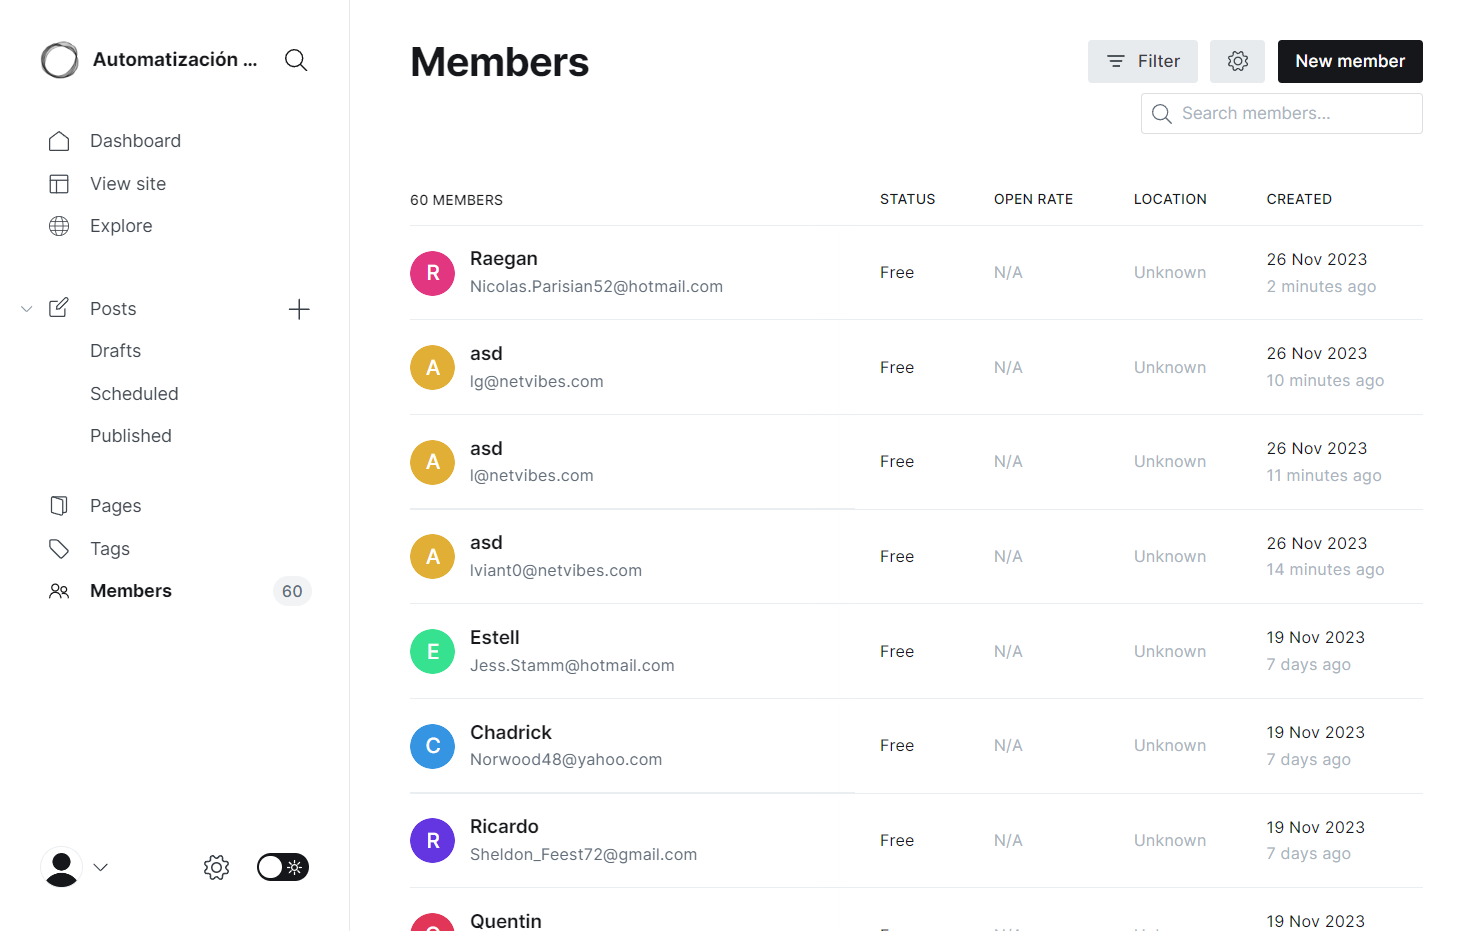 Automatización ...
Dashboard
View site
Explore
Posts
Drafts
Scheduled
Published
Pages
Tags
Members 60
Members
Filter
New member
Search members...
60 MEMBERS STATUS OPEN RATE LOCATION CREATED
R Raegan
Nicolas.Parisian52@hotmail.com
Free N/A Unknown
26 Nov 2023
2 minutes ago
A asd
lg@netvibes.com
Free N/A Unknown
26 Nov 2023
10 minutes ago
A asd
l@netvibes.com
Free N/A Unknown
26 Nov 2023
11 minutes ago
A asd
lviant0@netvibes.com
Free N/A Unknown
26 Nov 2023
14 minutes ago
E Estell
Jess.Stamm@hotmail.com
Free N/A Unknown
19 Nov 2023
7 days ago
C Chadrick
Norwood48@yahoo.com
Free N/A Unknown
19 Nov 2023
7 days ago
R Ricardo
Sheldon_Feest72@gmail.com
Free N/A Unknown
19 Nov 2023
7 days ago
Quentin
19 Nov 2023